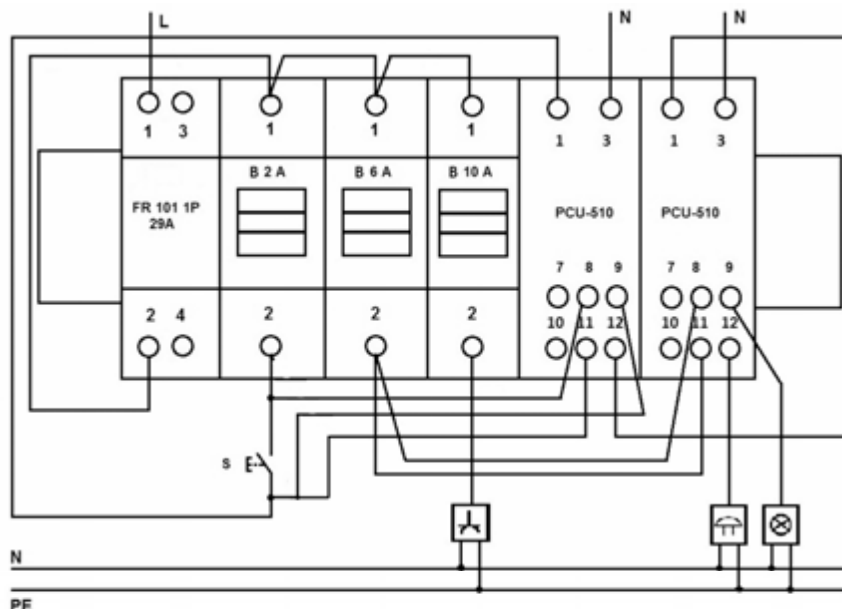 L
N
N
1 3 1 1 1 1 3 1 3
B 2 A B 6 A B 10 A
FR 101 1P
29A
PCU-510 PCU-510
7 8 9 7 8 9
2 4 2 2 2 10 11 12 10 11 12
S
N
PE